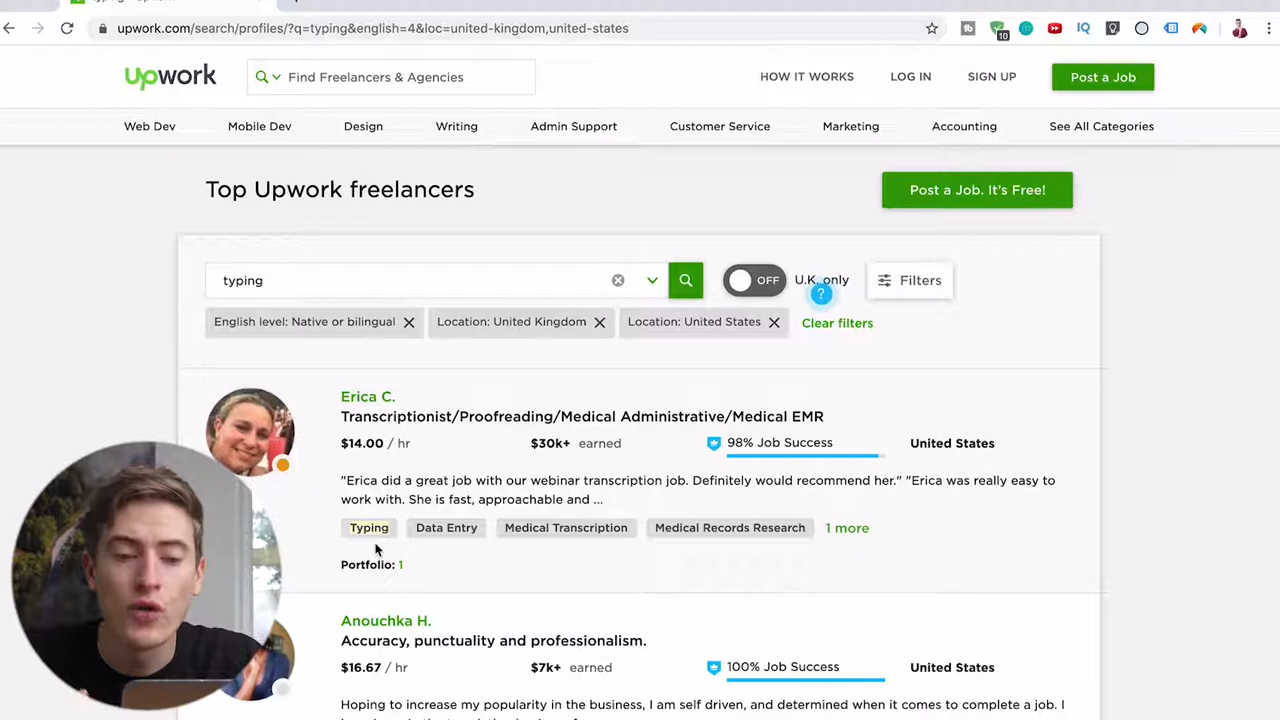 upwork.com/search/profiles/?q=typing&english=4&loc=united-kingdom,united-states
10
IQ
upwork
Find Freelancers & Agencies
HOW IT WORKS
LOG IN
SIGN UP
Post a Job
Web Dev
Mobile Dev
Design
Writing
Admin Support
Customer Service
Marketing
Accounting
See All Categories
Top Upwork freelancers
Post a Job. It's Free!
typing
OFF
U.K. only
?
Filters
English level: Native or bilingual
Location: United Kingdom
Location: United States
Clear filters
Erica C.
Transcriptionist/Proofreading/Medical Administrative/Medical EMR
$14.00 / hr
$30k+ earned
98% Job Success
United States
"Erica did a great job with our webinar transcription job. Definitely would recommend her." "Erica was really easy to
work with. She is fast, approachable and ...
Typing
Data Entry
Medical Transcription
Medical Records Research
1 more
Portfolio: 1
Anouchka H.
Accuracy, punctuality and professionalism.
$16.67 / hr
$7k+ earned
100% Job Success
United States
Hoping to increase my popularity in the business, I am self driven, and determined when it comes to complete a job. I